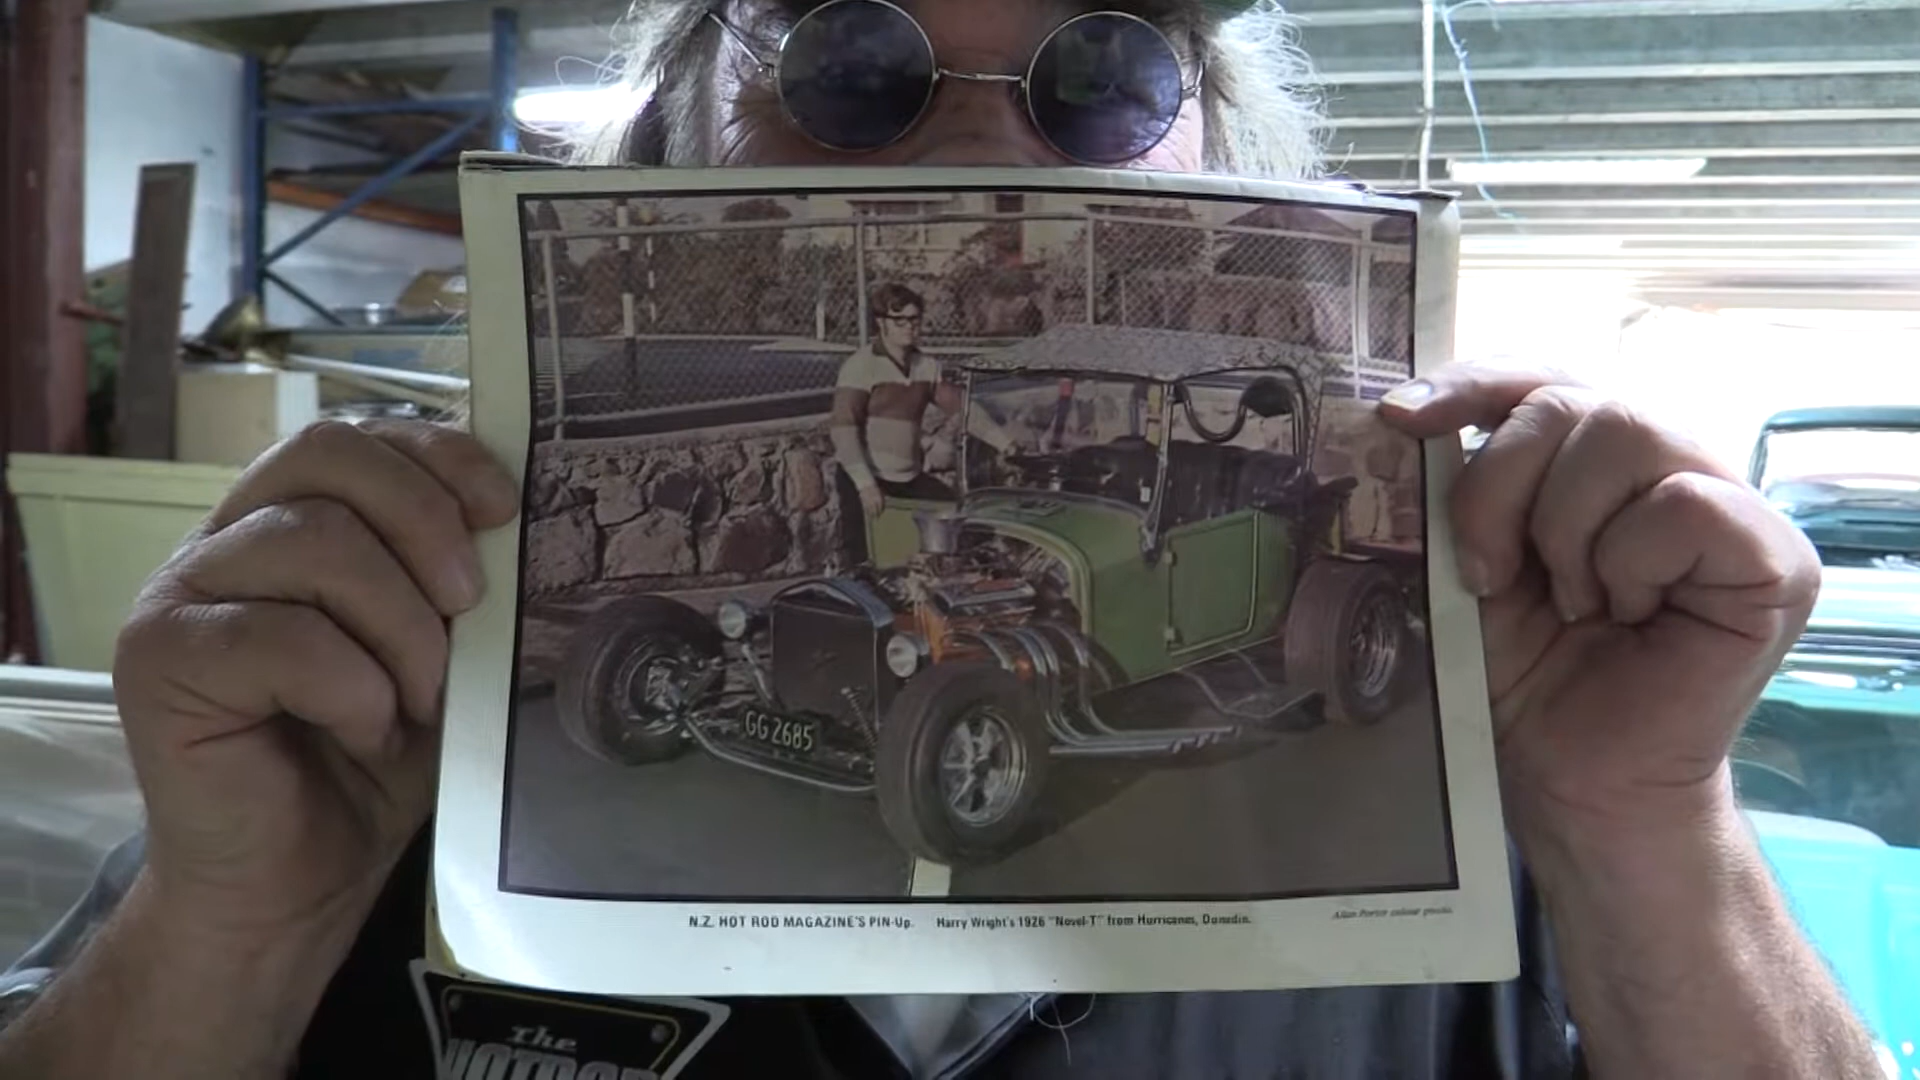 GG 2685
N.Z. HOT ROD MAGAZINE'S PIN-Up. Harry Wright's 1926 "Novel-T" from Hurricanes, Dunedin.
Allan Porter colour photo.
the
HOTROD